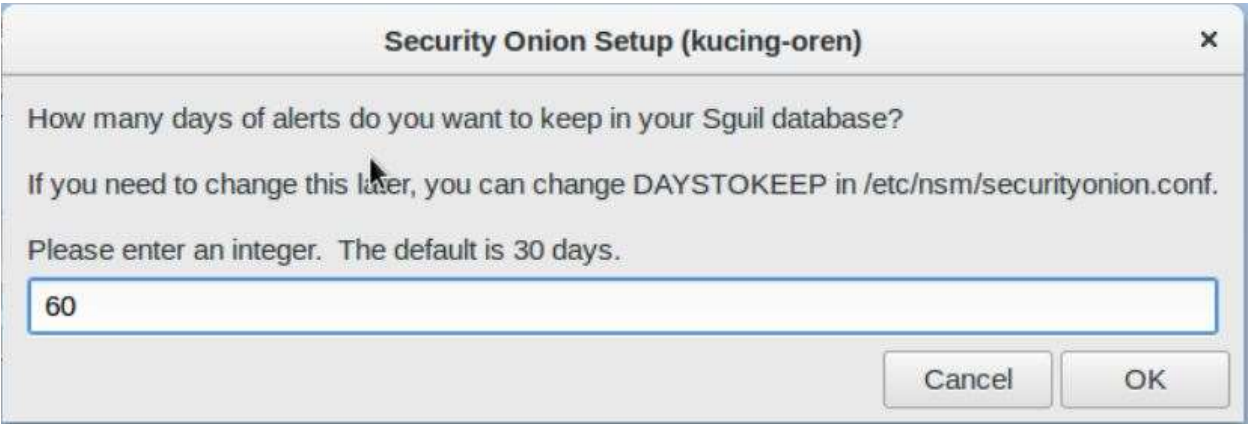 Security Onion Setup (kucing-oren)
How many days of alerts do you want to keep in your Sguil database?
If you need to change this later, you can change DAYSTOKEEP in /etc/nsm/securityonion.conf.
Please enter an integer.  The default is 30 days.
60
Cancel OK